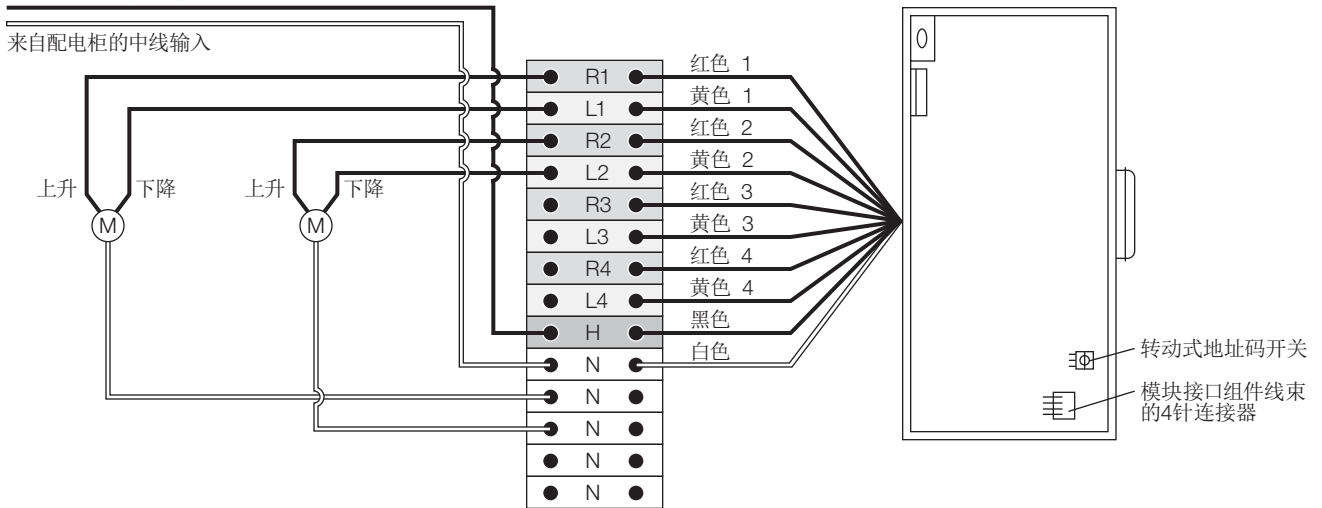 来自配电柜的中线输入
R1
红色 1
L1
黄色 1
R2
红色 2
L2
黄色 2
上升
下降
上升
下降
R3
红色 3
M
M
L3
黄色 3
R4
红色 4
L4
黄色 4
H
黑色
N
白色
转动式地址码开关
N
模块接口组件线束
的4针连接器
N
N
N